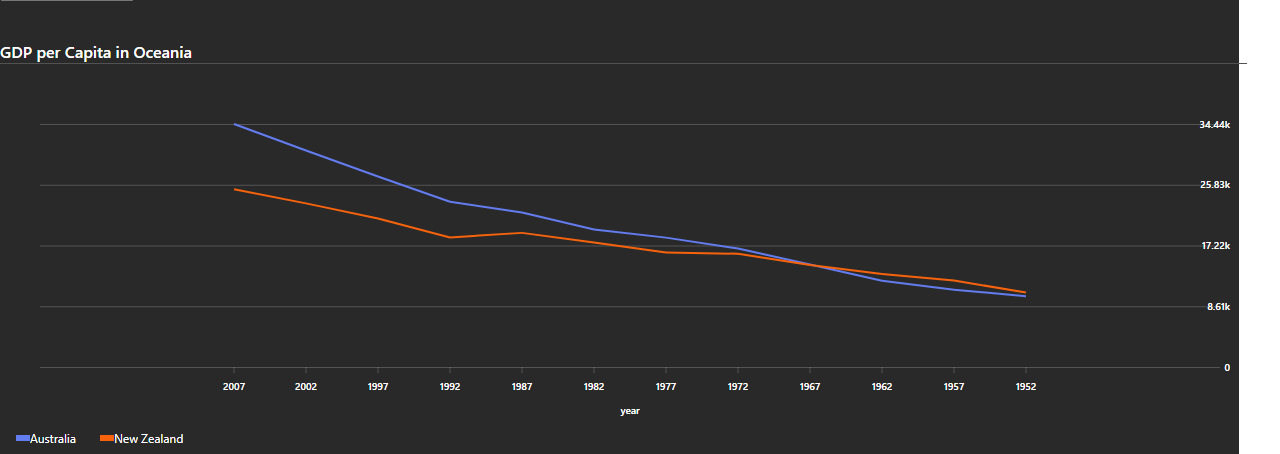 GDP per Capita in Oceania
34.44k
25.83k
17.22k
8.61k
0
2007 2002 1997 1992 1987 1982 1977 1972 1967 1962 1957 1952
year
Australia New Zealand